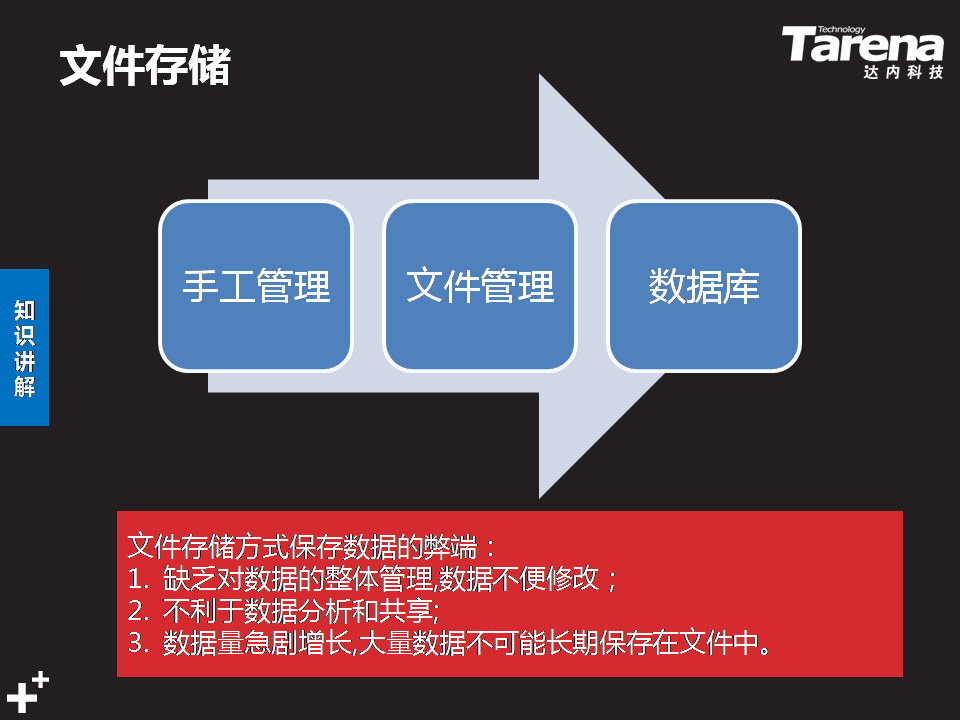 文件存储
Technology
Tarena
达内科技
手工管理
文件管理
数据库
知识讲解
文件存储方式保存数据的弊端：
1. 缺乏对数据的整体管理,数据不便修改；
2. 不利于数据分析和共享;
3. 数据量急剧增长,大量数据不可能长期保存在文件中。